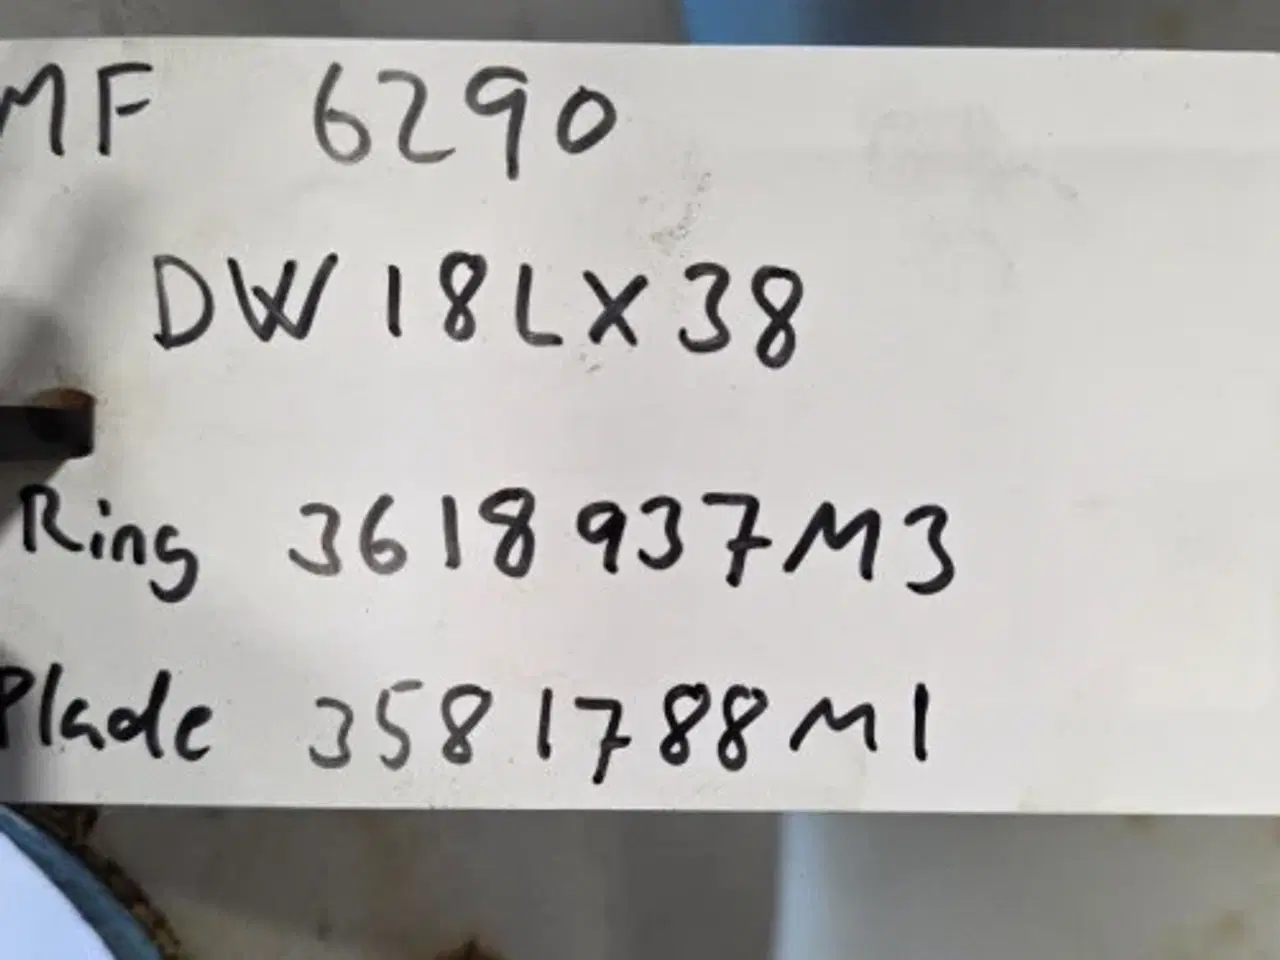 MF 6290
DW18LX38
Ring 3618937M3
Plade 3581788M1